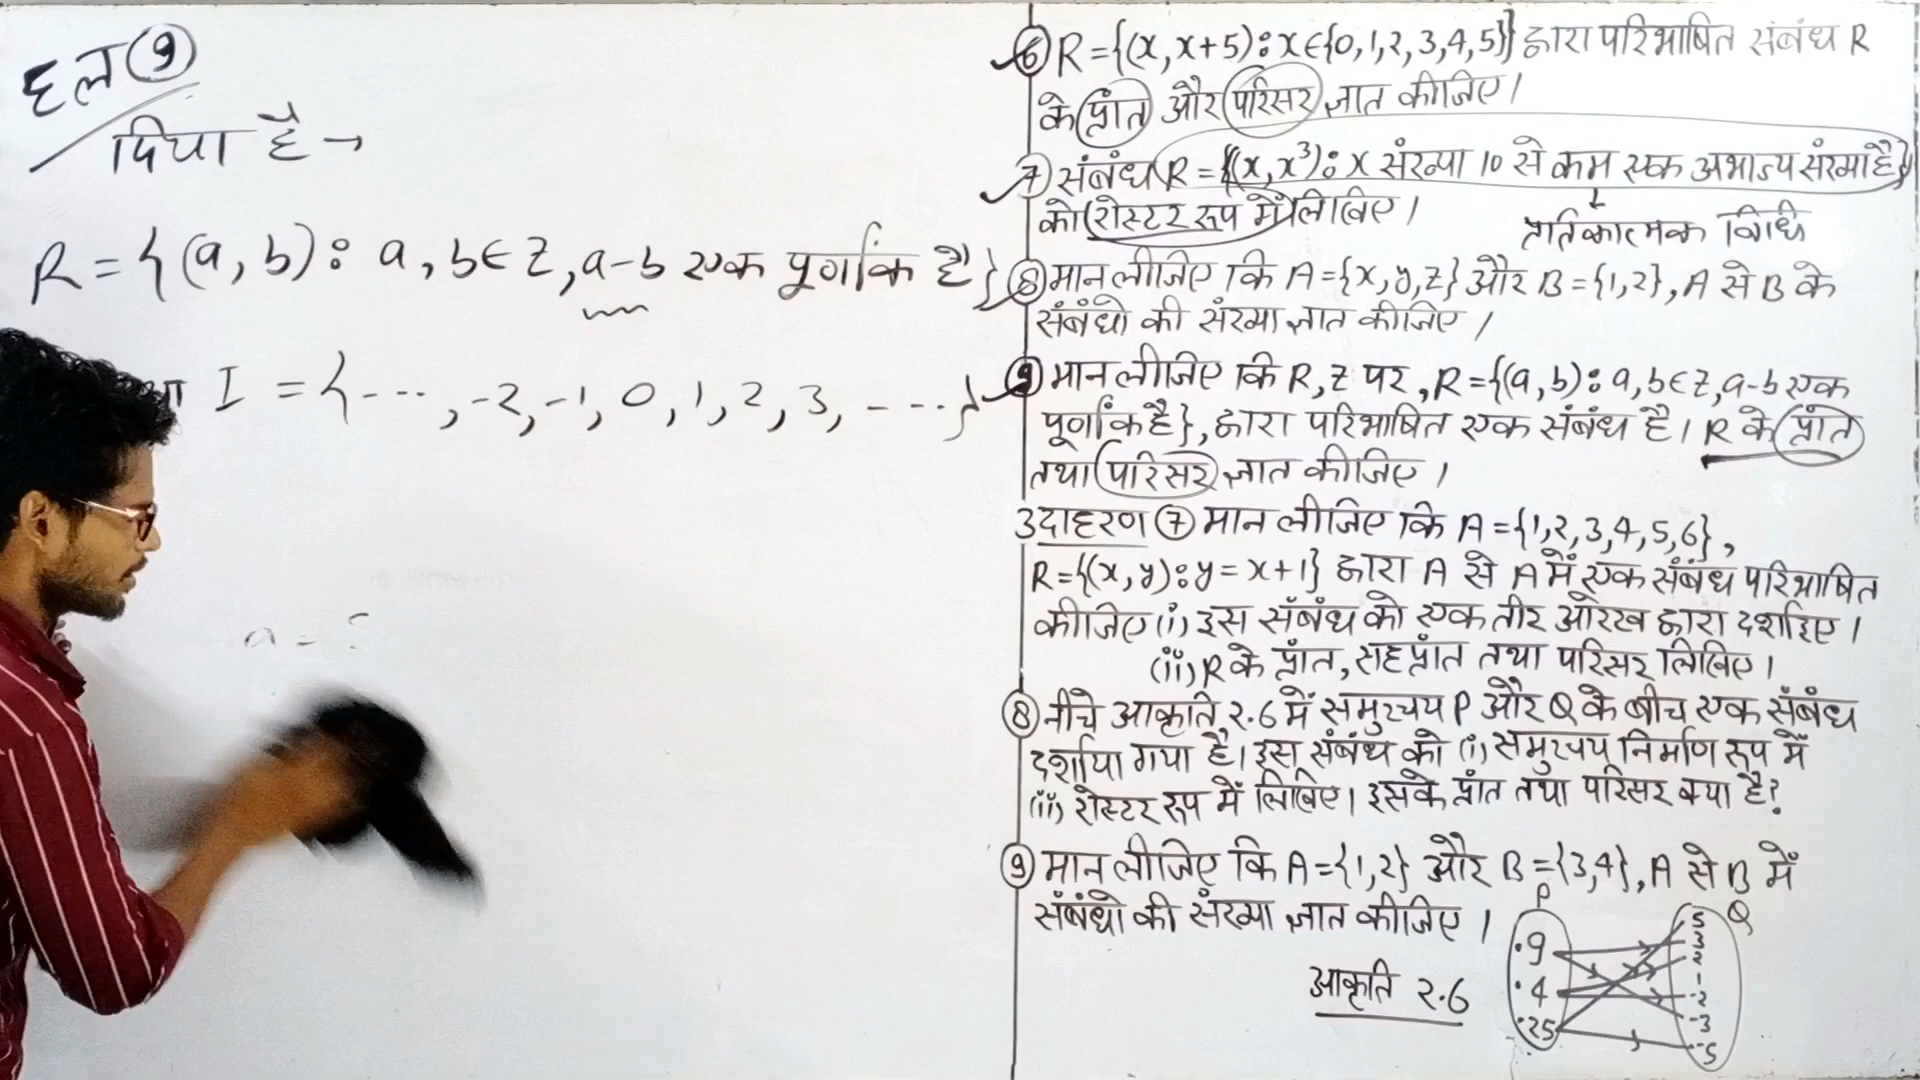 हल ⑨
दिया है →
R = {(a, b): a, b ∈ Z, a-b एक पूर्णांक है}
I = {---, -2, -1, 0, 1, 2, 3, ----}
a =
⑥ R = {(x, x+5): x ∈ {0,1,2,3,4,5}} द्वारा परिभाषित संबंध R
के प्रांत और परिसर ज्ञात कीजिए।
⑦ संबंध R = {(x, x³): x संख्या 10 से कम एक अभाज्य संख्या है}
को रोस्टर रूप में लिखिए।
प्रतिकात्मक विधि
⑧ मान लीजिए कि A = {x, y, z} और B = {1,2}, A से B के
संबंधो की संख्या ज्ञात कीजिए।
⑨ मान लीजिए कि R, Z पर, R = {(a, b): a, b ∈ Z, a-b एक
पूर्णांक है}, द्वारा परिभाषित एक संबंध है। R के प्रांत
तथा परिसर ज्ञात कीजिए।
उदाहरण ⑦ मान लीजिए कि A = {1,2,3,4,5,6},
R = {(x, y): y = x+1} द्वारा A से A में एक संबंध परिभाषित
कीजिए (i) इस संबंध को एक तीर आरेख द्वारा दर्शाइए।
(ii) R के प्रांत, सहप्रांत तथा परिसर लिखिए।
⑧ नीचे आकृति 2.6 में समुच्चय P और Q के बीच एक संबंध
दर्शाया गया है। इस संबंध को (i) समुच्चय निर्माण रूप में
(ii) रोस्टर रूप में लिखिए। इसके प्रांत तथा परिसर क्या है?
⑨ मान लीजिए कि A = {1,2} और B = {3,4}, A से B में
संबंधो की संख्या ज्ञात कीजिए।
आकृति 2.6
P
.9
.4
.25
Q
5
3
2
1
-2
-3
-5